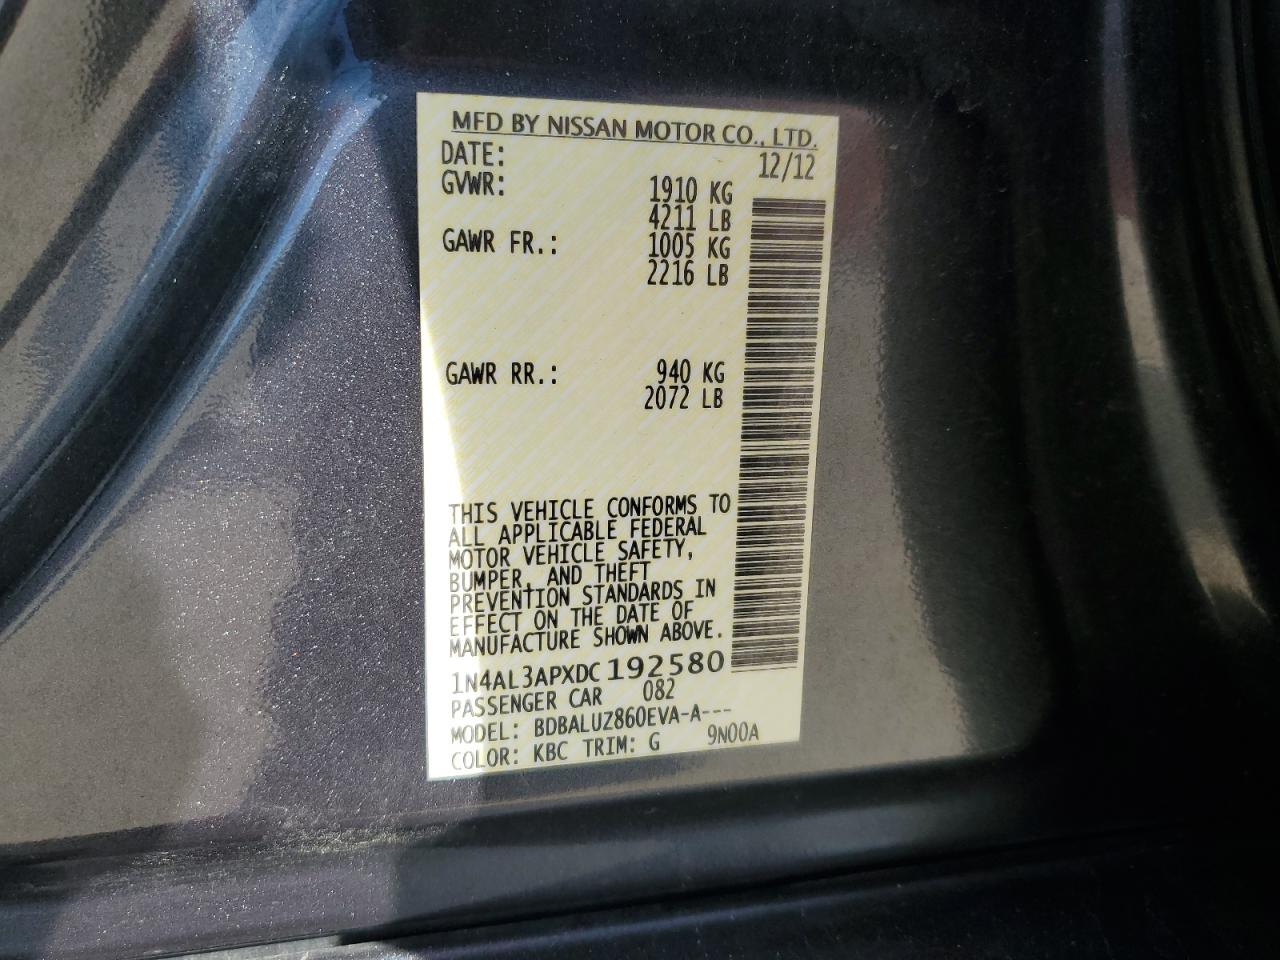 MFD BY NISSAN MOTOR CO., LTD.
DATE: 12/12
GVWR: 1910 KG
4211 LB
GAWR FR.: 1005 KG
2216 LB
GAWR RR.: 940 KG
2072 LB
THIS VEHICLE CONFORMS TO
ALL APPLICABLE FEDERAL
MOTOR VEHICLE SAFETY,
BUMPER, AND THEFT
PREVENTION STANDARDS IN
EFFECT ON THE DATE OF
MANUFACTURE SHOWN ABOVE.
1N4AL3APXDC192580
PASSENGER CAR 082
MODEL: BDBALUZ860EVA-A---
COLOR: KBC TRIM: G 9N00A